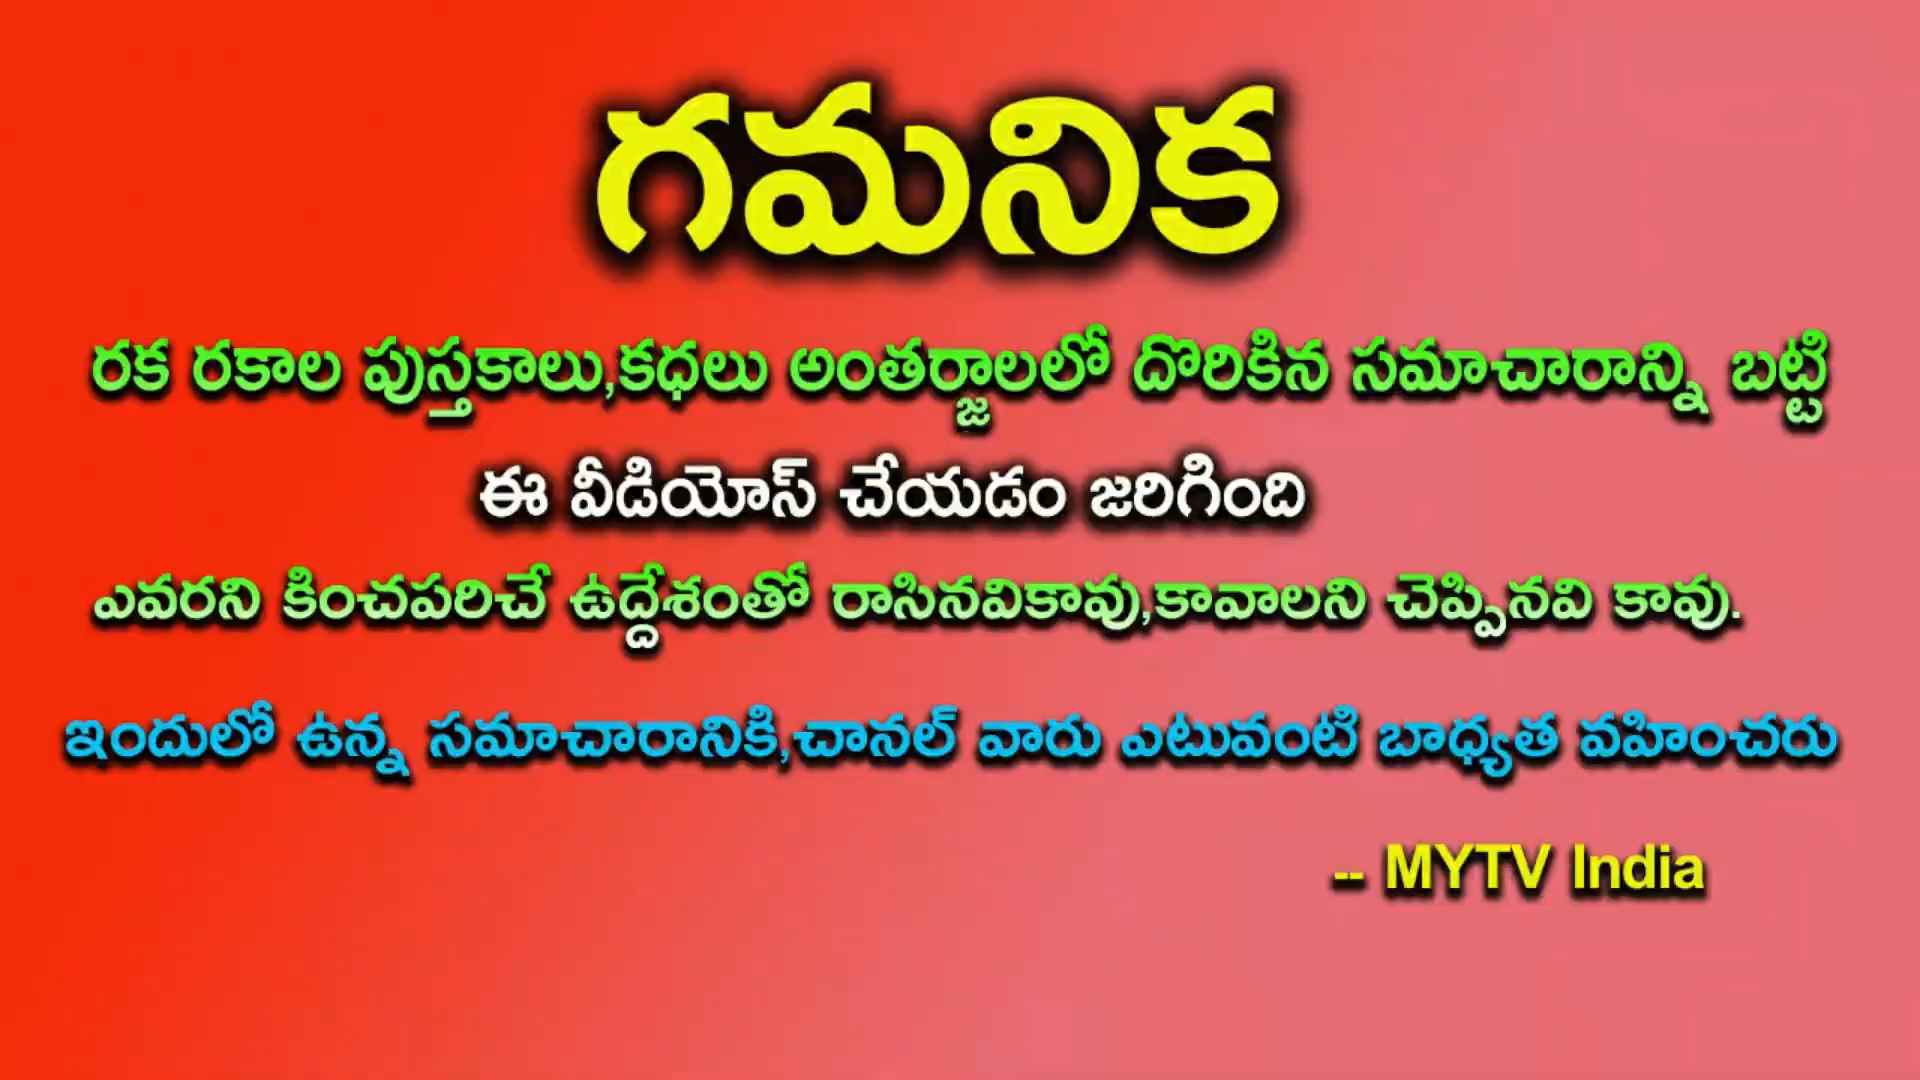 గమనిక
రక రకాల పుస్తకాలు,కధలు అంతర్జాలలో దొరికిన సమాచారాన్ని బట్టి
ఈ వీడియోస్ చేయడం జరిగింది
ఎవరని కించపరిచే ఉద్దేశంతో రాసినవికావు,కావాలని చెప్పినవి కావు.
ఇందులో ఉన్న సమాచారానికి,చానల్ వారు ఎటువంటి బాధ్యత వహించరు
-- MYTV India